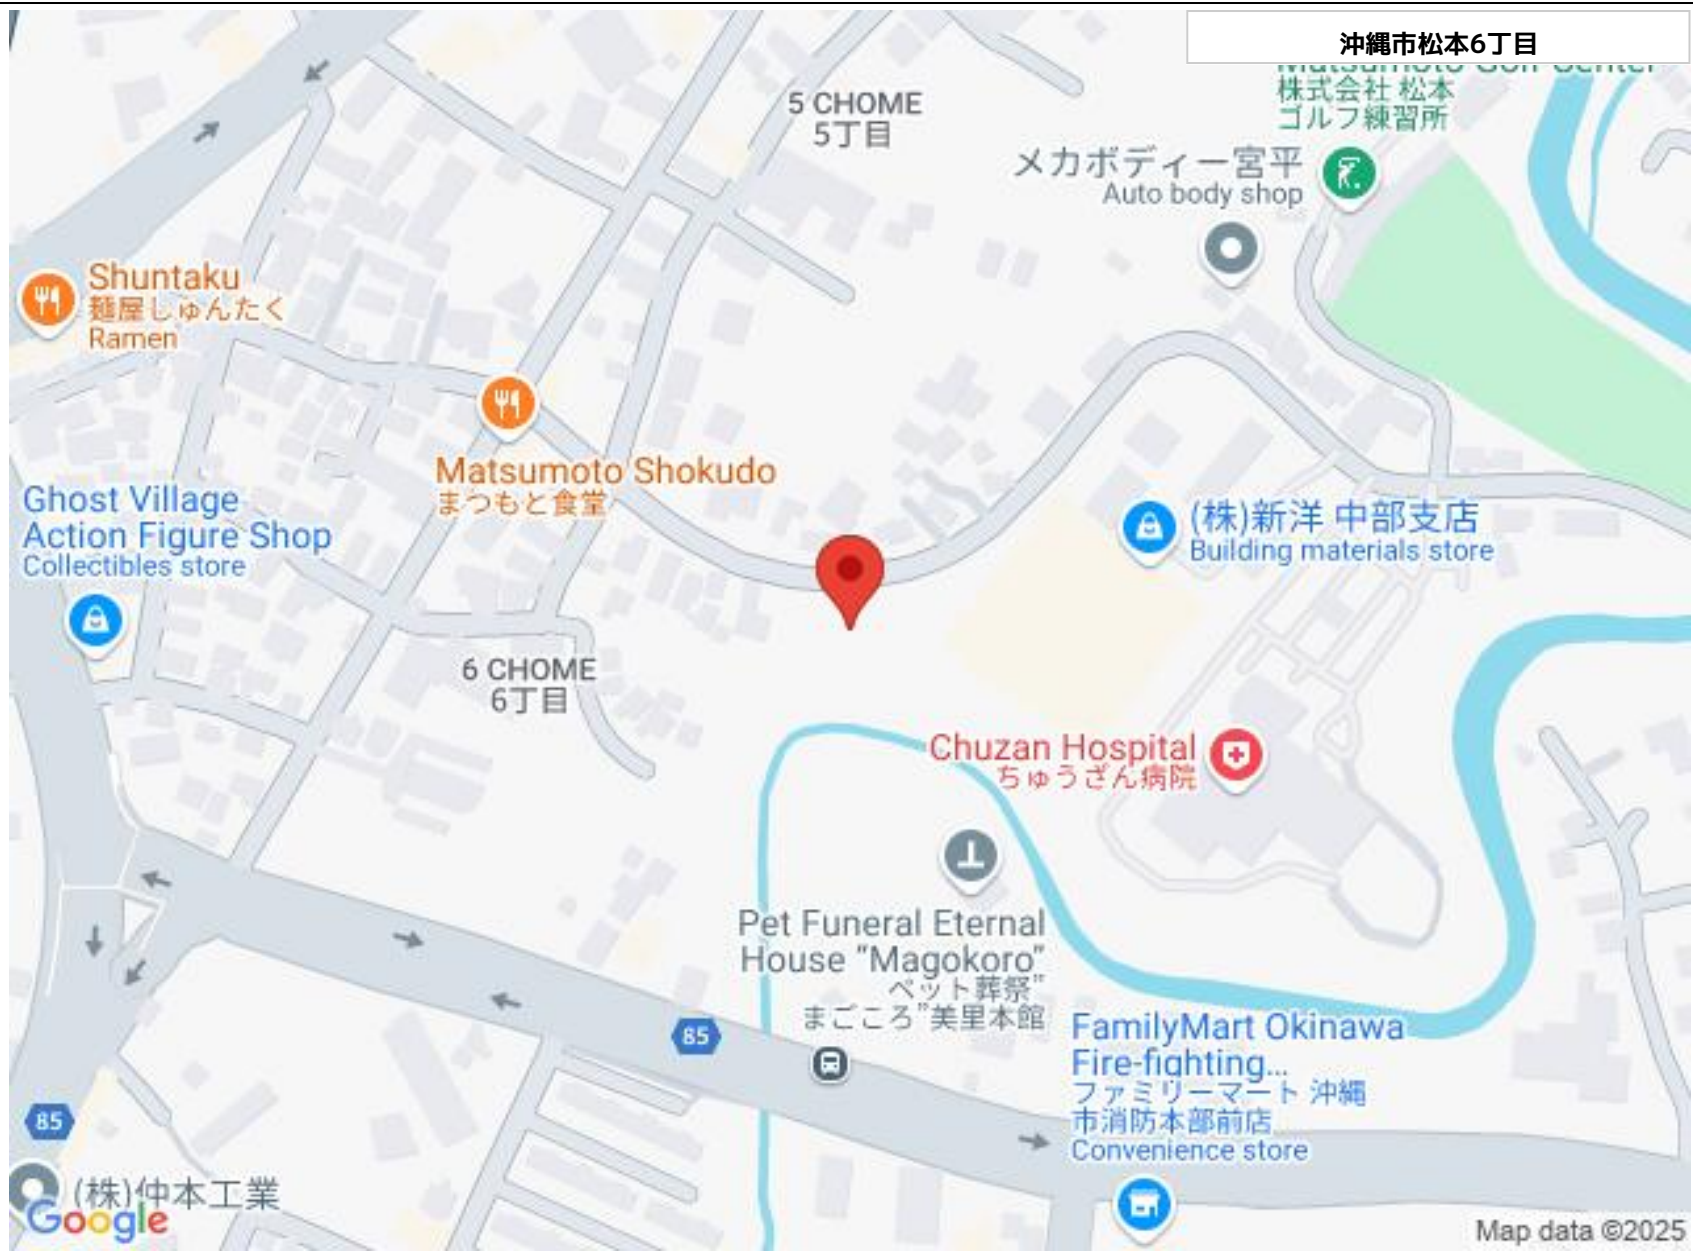 沖縄市松本6丁目
Matsumoto Golf Center
株式会社 松本
ゴルフ練習所
5 CHOME
5丁目
メカボディー宮平
Auto body shop
Shuntaku
麺屋しゅんたく
Ramen
Matsumoto Shokudo
まつもと食堂
Ghost Village
Action Figure Shop
Collectibles store
(株)新洋 中部支店
Building materials store
6 CHOME
6丁目
Chuzan Hospital
ちゅうざん病院
Pet Funeral Eternal
House "Magokoro"
ペット葬祭"
まごころ"美里本館
85
FamilyMart Okinawa
Fire-fighting...
ファミリーマート 沖縄
市消防本部前店
Convenience store
85
(株)仲本工業
Google
Map data ©2025